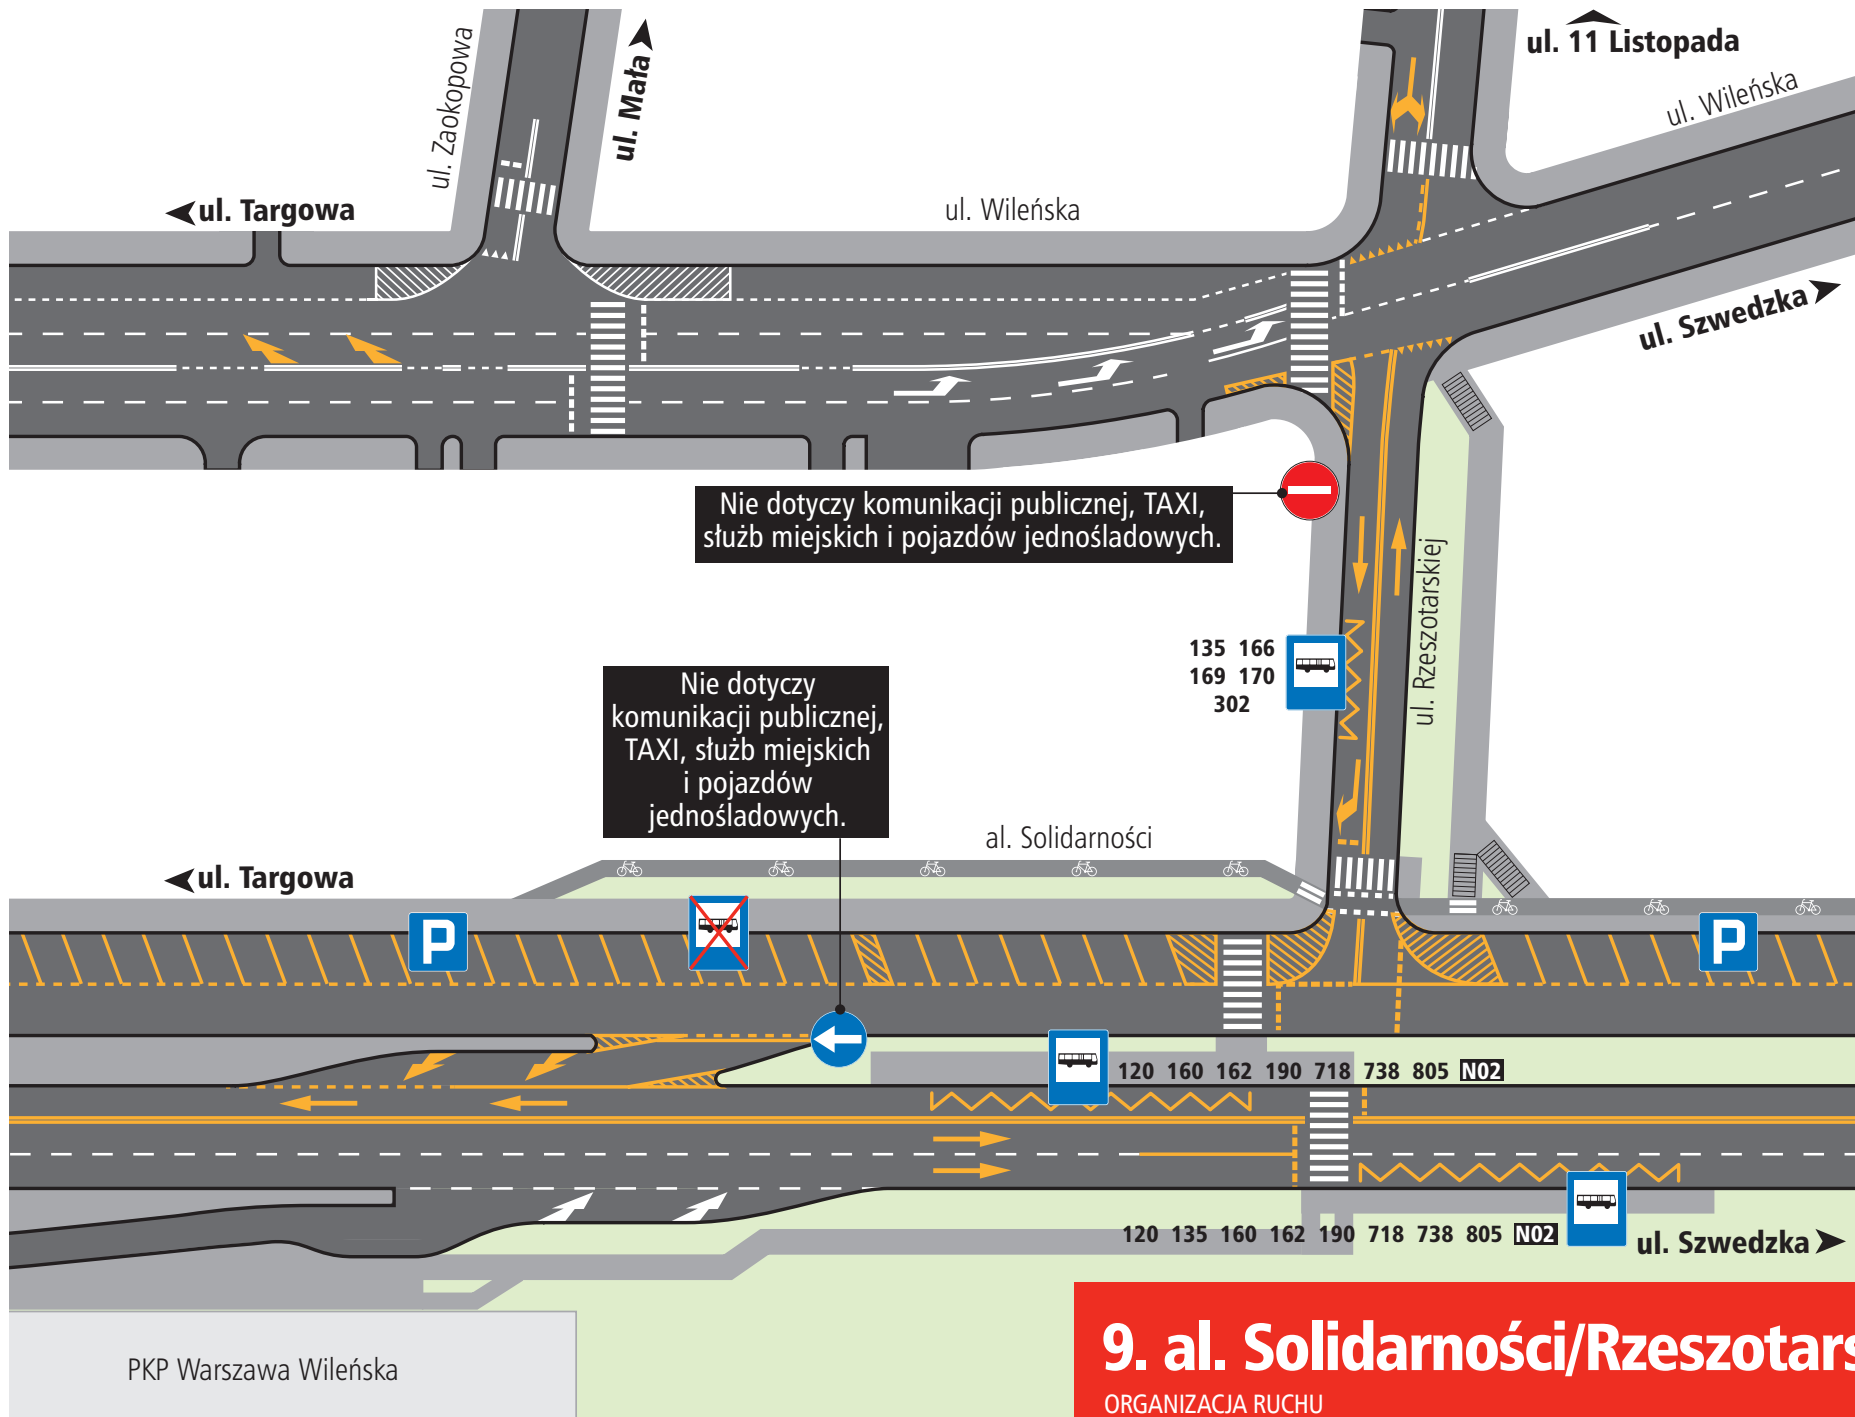 ul. 11 Listopada
ul. Zaokopowa
ul. Mała
ul. Wileńska
ul. Targowa
ul. Wileńska
ul. Szwedzka
Nie dotyczy komunikacji publicznej, TAXI,
służb miejskich i pojazdów jednośladowych.
ul. Rzeszotarskiej
135 166
169 170
302
Nie dotyczy
komunikacji publicznej,
TAXI, służb miejskich
i pojazdów
jednośladowych.
al. Solidarności
ul. Targowa
P
P
120 160 162 190 718 738 805 N02
120 135 160 162 190 718 738 805 N02
ul. Szwedzka
9. al. Solidarności/Rzeszotars
ORGANIZACJA RUCHU
PKP Warszawa Wileńska